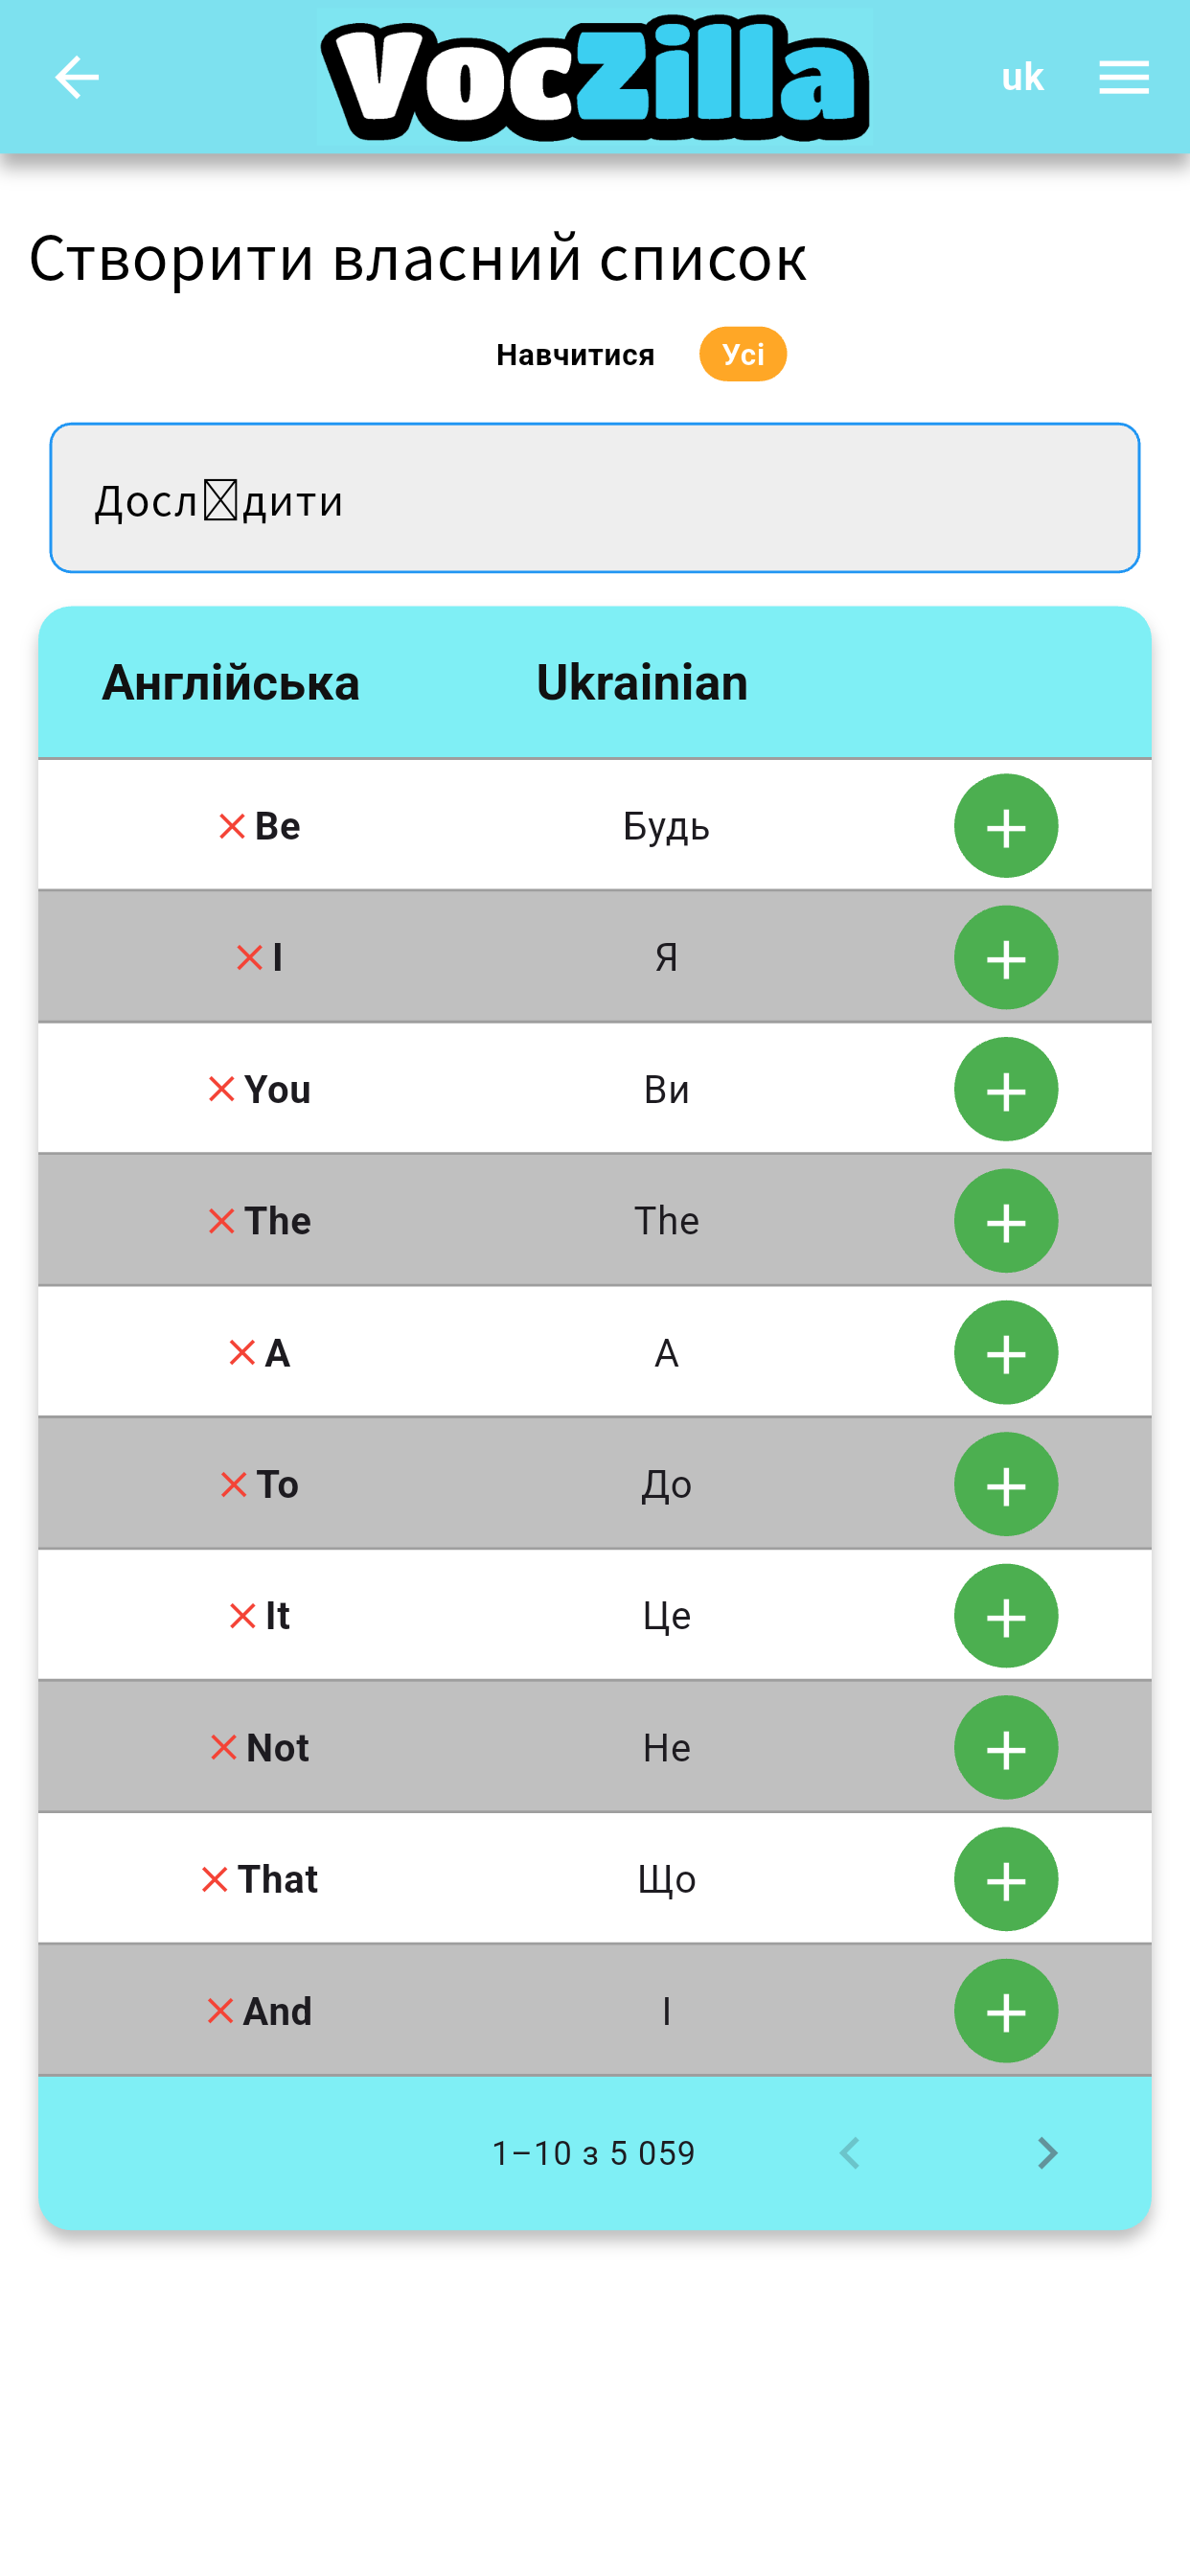 VocZilla
uk
Створити власний список
Навчитися Усі
Досл☒дити
Англійська Ukrainian
Be Будь
I Я
You Ви
The The
A А
To До
It Це
Not Не
That Що
And І
1–10 з 5 059